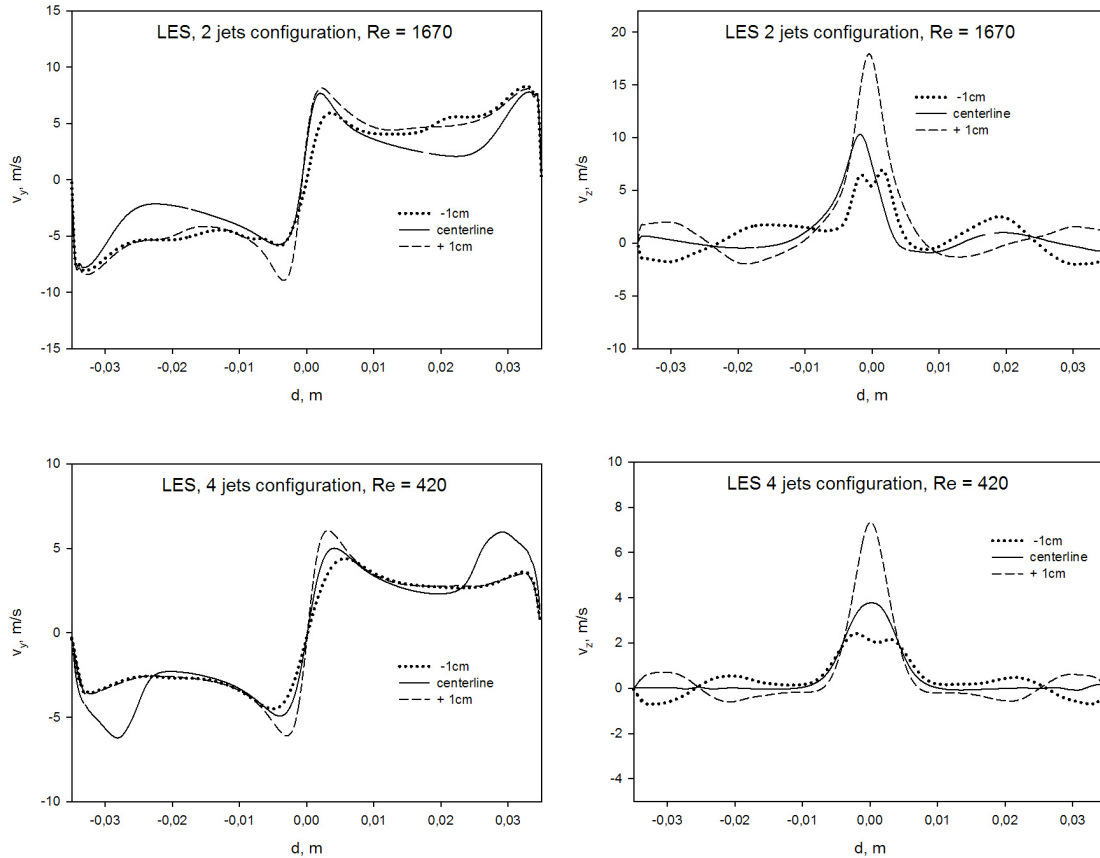 LES, 2 jets configuration, Re = 1670
15
10
5
0
-5
-10
-15
v_y, m/s
-1cm
centerline
+ 1cm
-0,03 -0,02 -0,01 0,00 0,01 0,02 0,03
d, m
LES 2 jets configuration, Re = 1670
20
15
10
5
0
-5
-10
v_z, m/s
-1cm
centerline
+ 1cm
-0,03 -0,02 -0,01 0,00 0,01 0,02 0,03
d, m
LES, 4 jets configuration, Re = 420
10
5
0
-5
-10
v_y, m/s
-1cm
centerline
+ 1cm
-0,03 -0,02 -0,01 0,00 0,01 0,02 0,03
d, m
LES 4 jets configuration, Re = 420
10
8
6
4
2
0
-2
-4
v_z, m/s
-1cm
centerline
+ 1cm
-0,03 -0,02 -0,01 0,00 0,01 0,02 0,03
d, m